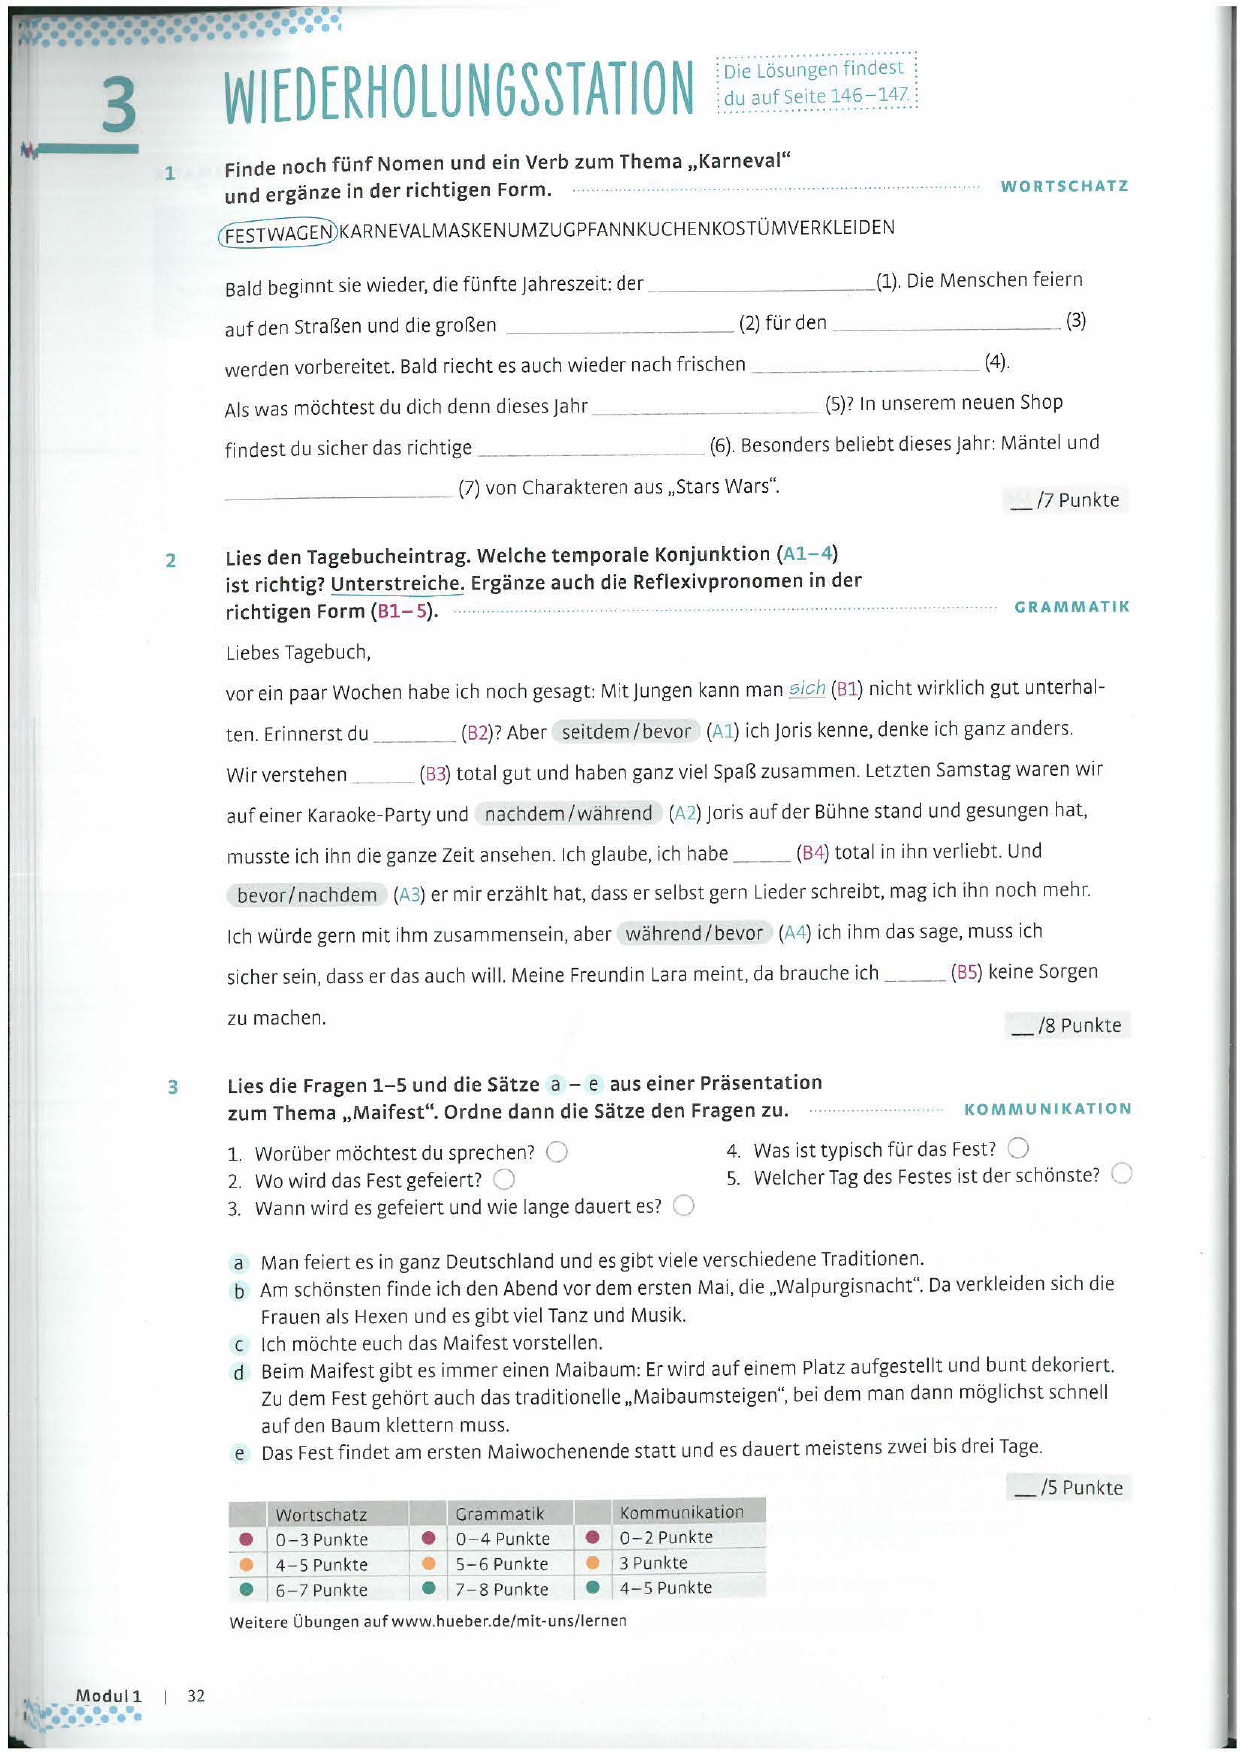 3
WIEDERHOLUNGSSTATION
Die Lösungen findest
du auf Seite 146–147.
1 Finde noch fünf Nomen und ein Verb zum Thema „Karneval“
und ergänze in der richtigen Form. WORTSCHATZ
FESTWAGENKARNEVALMASKENUMZUGPFANNKUCHENKOSTÜMVERKLEIDEN
Bald beginnt sie wieder, die fünfte Jahreszeit: der ____________ (1). Die Menschen feiern
auf den Straßen und die großen ____________ (2) für den ____________ (3)
werden vorbereitet. Bald riecht es auch wieder nach frischen ____________ (4).
Als was möchtest du dich denn dieses Jahr ____________ (5)? In unserem neuen Shop
findest du sicher das richtige ____________ (6). Besonders beliebt dieses Jahr: Mäntel und
____________ (7) von Charakteren aus „Stars Wars“.
__ /7 Punkte
2 Lies den Tagebucheintrag. Welche temporale Konjunktion (A1–4)
ist richtig? Unterstreiche. Ergänze auch die Reflexivpronomen in der
richtigen Form (B1–5). GRAMMATIK
Liebes Tagebuch,
vor ein paar Wochen habe ich noch gesagt: Mit Jungen kann man sich (B1) nicht wirklich gut unterhal-
ten. Erinnerst du ______ (B2)? Aber seitdem / bevor (A1) ich Joris kenne, denke ich ganz anders.
Wir verstehen ______ (B3) total gut und haben ganz viel Spaß zusammen. Letzten Samstag waren wir
auf einer Karaoke-Party und nachdem / während (A2) Joris auf der Bühne stand und gesungen hat,
musste ich ihn die ganze Zeit ansehen. Ich glaube, ich habe ______ (B4) total in ihn verliebt. Und
bevor / nachdem (A3) er mir erzählt hat, dass er selbst gern Lieder schreibt, mag ich ihn noch mehr.
Ich würde gern mit ihm zusammensein, aber während / bevor (A4) ich ihm das sage, muss ich
sicher sein, dass er das auch will. Meine Freundin Lara meint, da brauche ich ______ (B5) keine Sorgen
zu machen.
__ /8 Punkte
3 Lies die Fragen 1–5 und die Sätze a – e aus einer Präsentation
zum Thema „Maifest“. Ordne dann die Sätze den Fragen zu. KOMMUNIKATION
1. Worüber möchtest du sprechen?
2. Wo wird das Fest gefeiert?
3. Wann wird es gefeiert und wie lange dauert es?
4. Was ist typisch für das Fest?
5. Welcher Tag des Festes ist der schönste?
a Man feiert es in ganz Deutschland und es gibt viele verschiedene Traditionen.
b Am schönsten finde ich den Abend vor dem ersten Mai, die „Walpurgisnacht“. Da verkleiden sich die
Frauen als Hexen und es gibt viel Tanz und Musik.
c Ich möchte euch das Maifest vorstellen.
d Beim Maifest gibt es immer einen Maibaum: Er wird auf einem Platz aufgestellt und bunt dekoriert.
Zu dem Fest gehört auch das traditionelle „Maibaumsteigen“, bei dem man dann möglichst schnell
auf den Baum klettern muss.
e Das Fest findet am ersten Maiwochenende statt und es dauert meistens zwei bis drei Tage.
__ /5 Punkte
Wortschatz Grammatik Kommunikation
0–3 Punkte 0–4 Punkte 0–2 Punkte
4–5 Punkte 5–6 Punkte 3 Punkte
6–7 Punkte 7–8 Punkte 4–5 Punkte
Weitere Übungen auf www.hueber.de/mit-uns/lernen
Modul 1 | 32